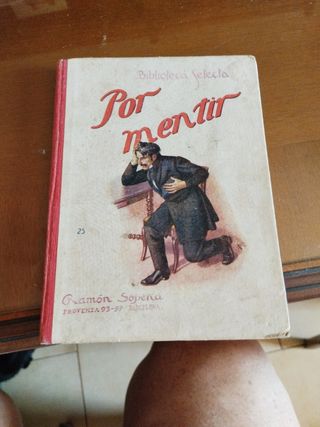 Biblioteca Selecta
Por
mentir
25
Ramón Sopena
PROVENZA 93-97 BARCELONA